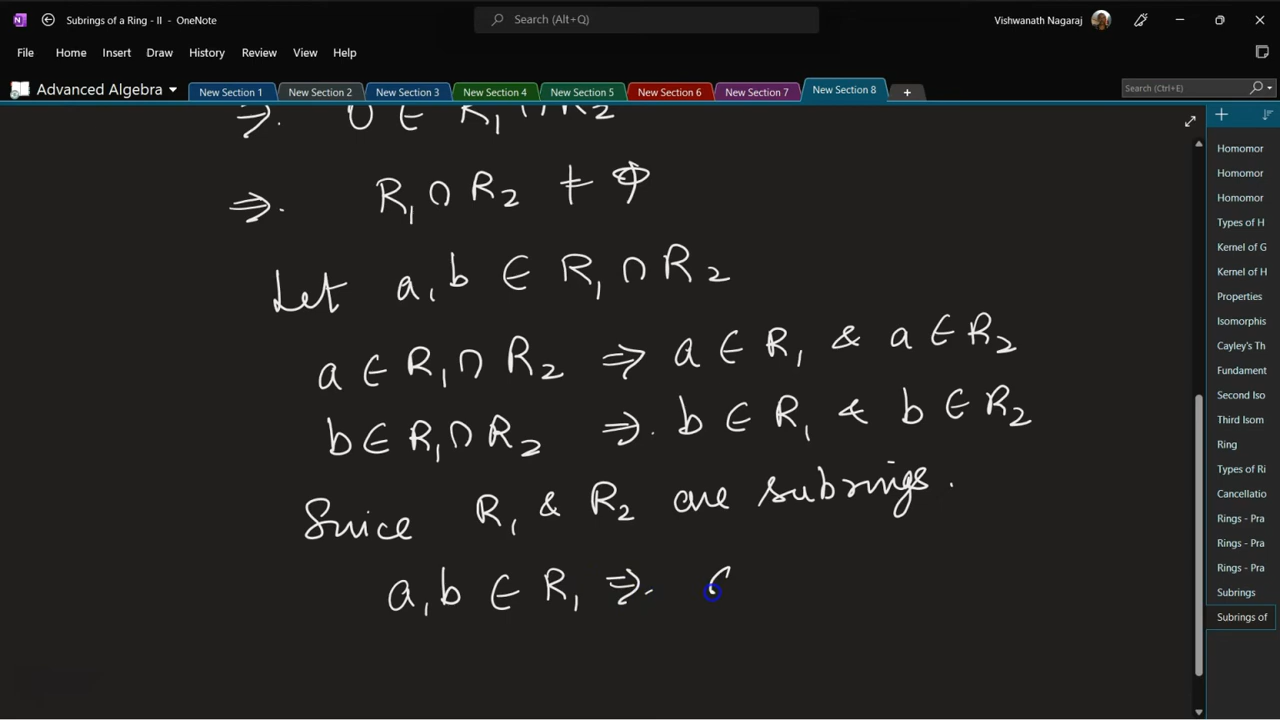 Subrings of a Ring - II - OneNote
Search (Alt+Q)
Vishwanath Nagaraj
File Home Insert Draw History Review View Help
Advanced Algebra
New Section 1 New Section 2 New Section 3 New Section 4 New Section 5 New Section 6 New Section 7 New Section 8 +
Search (Ctrl+E)
⇒. 0 ∈ R₁ ∩ R₂
⇒. R₁ ∩ R₂ ≠ φ
Let a, b ∈ R₁ ∩ R₂
a ∈ R₁ ∩ R₂ ⇒ a ∈ R₁ & a ∈ R₂
b ∈ R₁ ∩ R₂ ⇒. b ∈ R₁ & b ∈ R₂
Since R₁ & R₂ are subrings.
a, b ∈ R₁ ⇒.
Homomor
Homomor
Homomor
Types of H
Kernel of G
Kernel of H
Properties
Isomorphis
Cayley's Th
Fundament
Second Iso
Third Isom
Ring
Types of Ri
Cancellatio
Rings - Pra
Rings - Pra
Rings - Pra
Subrings
Subrings of